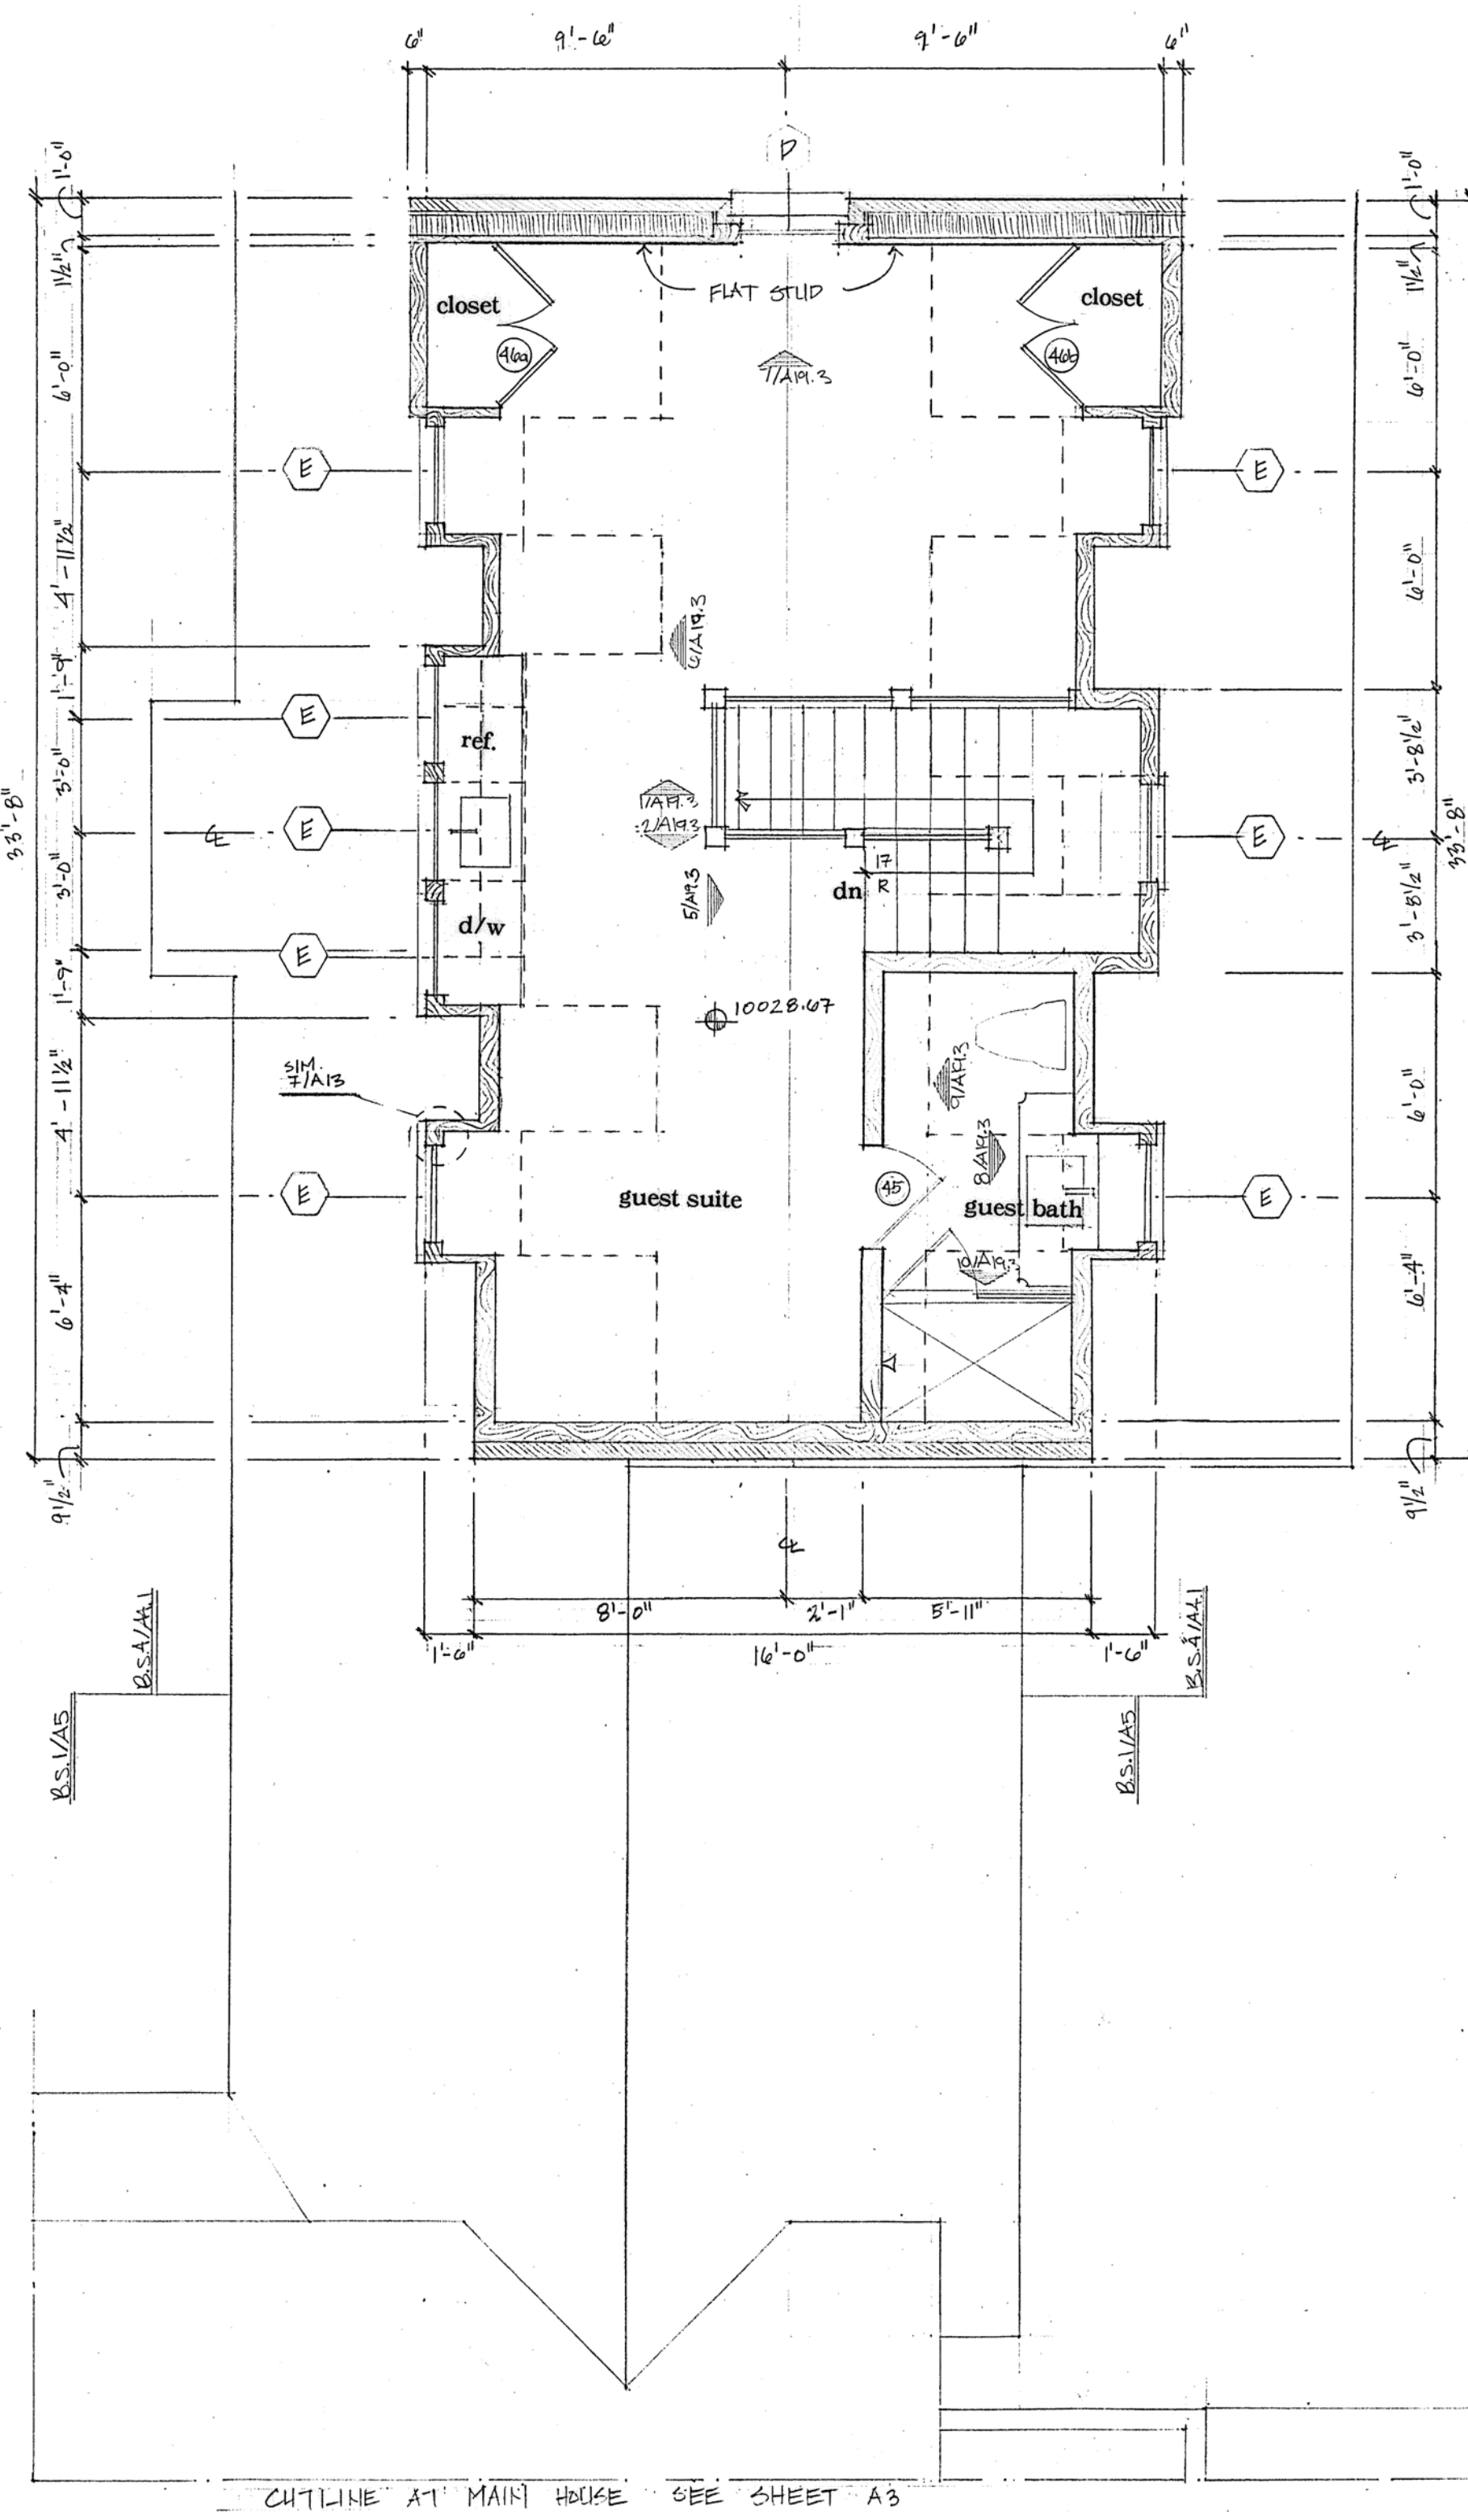 6"
9'-6"
9'-6"
6"
P
1'-0"
1'-0"
1½"
1½"
closet
FLAT STUD
closet
46a
46b
7/A19.3
6'-0"
6'-0"
E
E
4'-11½"
6'-0"
6/A19.3
1'-9"
E
ref.
3'-0"
3'-8½"
1/A19.3
2/A19.3
33'-8"
33'-8"
℄
E
E
℄
17
R
dn
5/A19.3
3'-0"
3'-8½"
d/w
E
1'-9"
10028.67
SIM.
7/A13
9/A19.3
4'-11½"
6'-0"
8/A19.3
E
guest suite
45
guest bath
E
10/A19.3
6'-4"
6'-4"
9½"
9½"
℄
8'-0"
2'-1"
5'-11"
1'-6"
16'-0"
1'-6"
B.S.A/A4.1
B.S.A/A4.1
B.S.1/A5
B.S.1/A5
CUTLINE AT MAIN HOUSE SEE SHEET A3